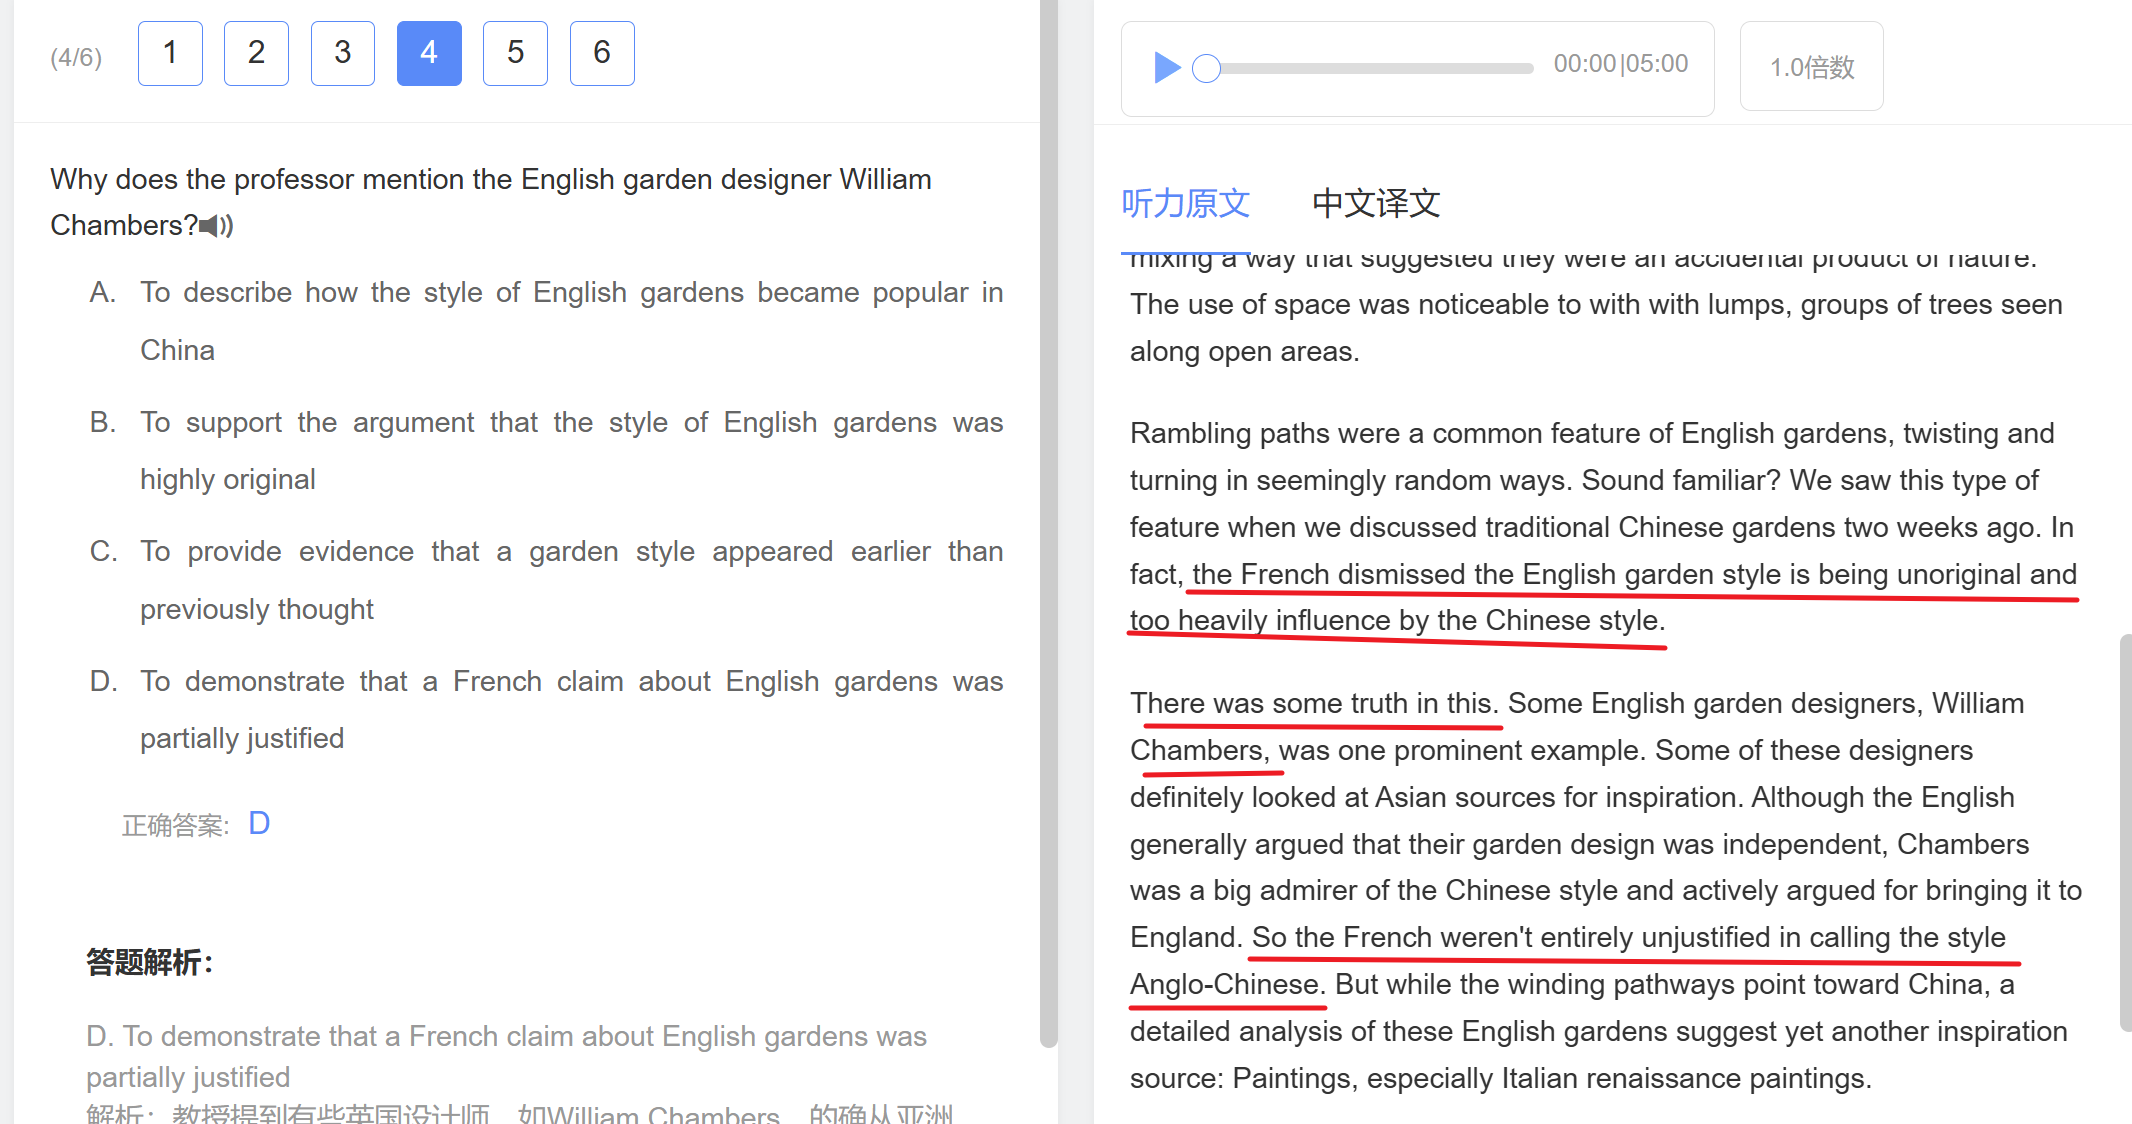 (4/6) 1 2 3 4 5 6
Why does the professor mention the English garden designer William
Chambers?
A. To describe how the style of English gardens became popular in
China
B. To support the argument that the style of English gardens was
highly original
C. To provide evidence that a garden style appeared earlier than
previously thought
D. To demonstrate that a French claim about English gardens was
partially justified
正确答案: D
答题解析：
D. To demonstrate that a French claim about English gardens was
partially justified
解析：教授提到有些英国设计师，如William Chambers，的确从亚洲
00:00|05:00 1.0倍数
听力原文 中文译文
mixing a way that suggested they were an accidental product of nature.
The use of space was noticeable to with with lumps, groups of trees seen
along open areas.
Rambling paths were a common feature of English gardens, twisting and
turning in seemingly random ways. Sound familiar? We saw this type of
feature when we discussed traditional Chinese gardens two weeks ago. In
fact, the French dismissed the English garden style is being unoriginal and
too heavily influence by the Chinese style.
There was some truth in this. Some English garden designers, William
Chambers, was one prominent example. Some of these designers
definitely looked at Asian sources for inspiration. Although the English
generally argued that their garden design was independent, Chambers
was a big admirer of the Chinese style and actively argued for bringing it to
England. So the French weren't entirely unjustified in calling the style
Anglo-Chinese. But while the winding pathways point toward China, a
detailed analysis of these English gardens suggest yet another inspiration
source: Paintings, especially Italian renaissance paintings.